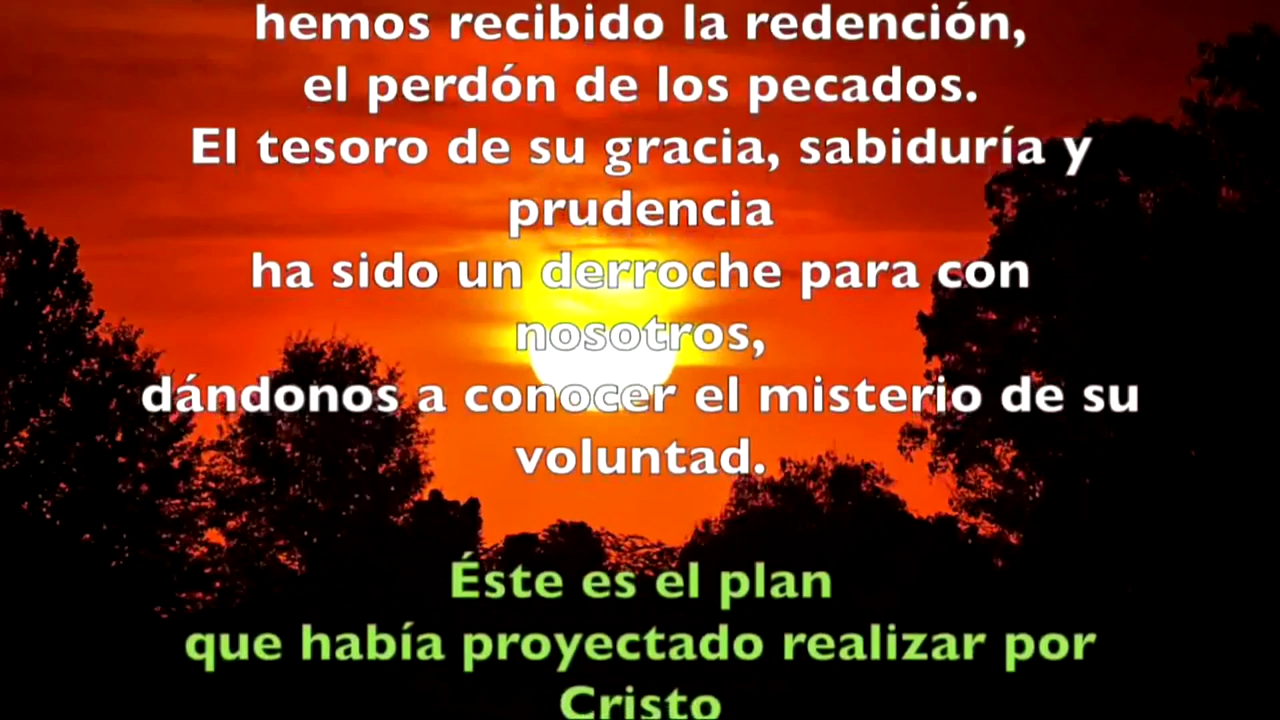 hemos recibido la redención,
el perdón de los pecados.
El tesoro de su gracia, sabiduría y
prudencia
ha sido un derroche para con
nosotros,
dándonos a conocer el misterio de su
voluntad.
Éste es el plan
que había proyectado realizar por
Cristo